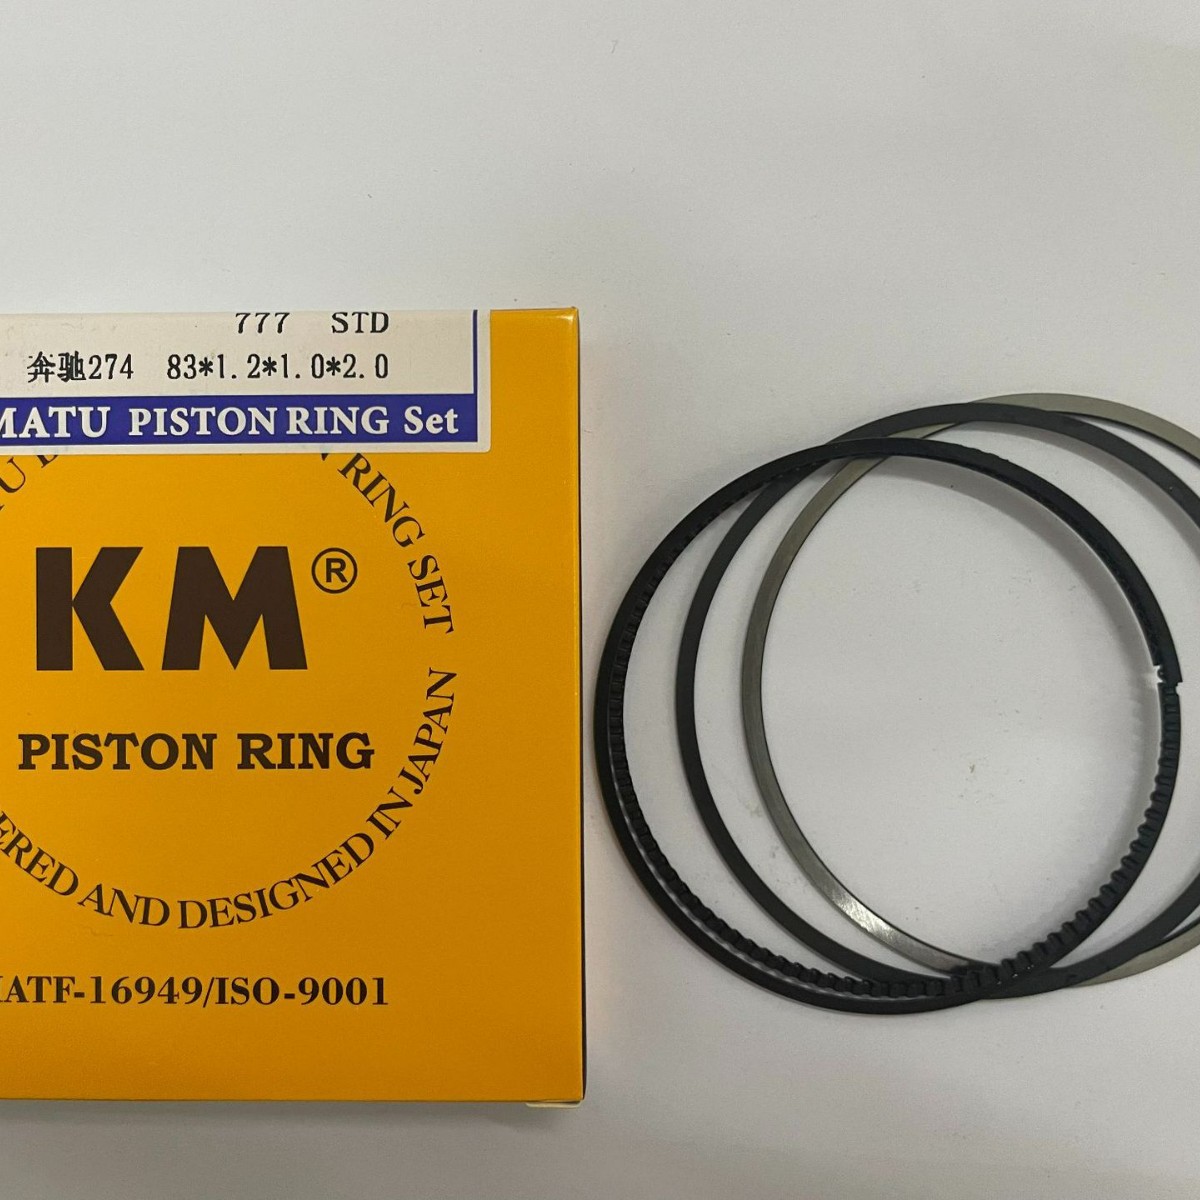 777 STD
奔驰274 83*1.2*1.0*2.0
MATU PISTON RING Set
RING SET
KM®
PISTON RING
ERED AND DESIGNED IN JAPAN
IATF-16949/ISO-9001